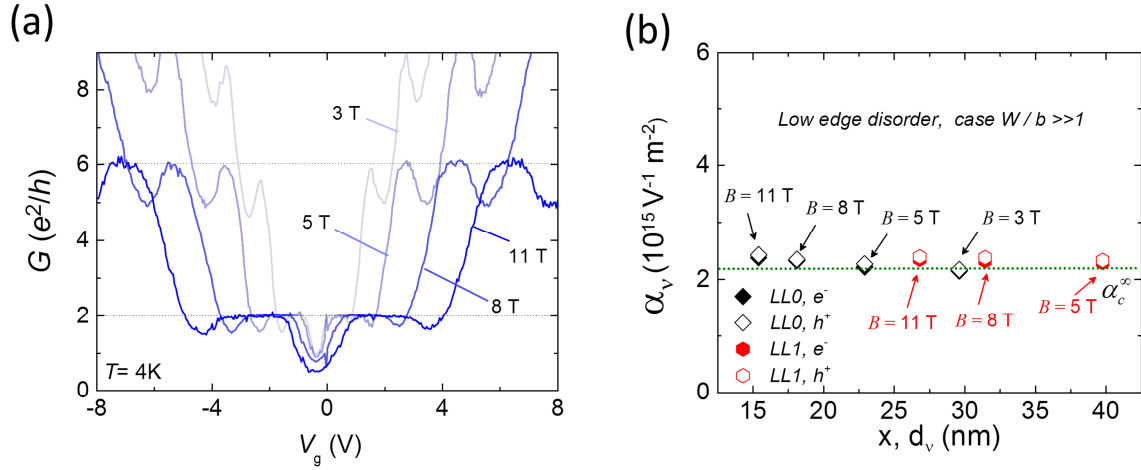 (a)
G (e²/h)
8
6
4
2
0
3 T
5 T
11 T
8 T
T= 4K
-8
-4
0
4
8
V_g (V)
(b)
α_ν (10¹⁵ V⁻¹ m⁻²)
6
4
2
0
Low edge disorder, case W / b >>1
B = 11 T
B = 8 T
B = 5 T
B = 3 T
α_c^∞
B = 11 T
B = 8 T
B = 5 T
LL0, e⁻
LL0, h⁺
LL1, e⁻
LL1, h⁺
15
20
25
30
35
40
x, d_ν (nm)